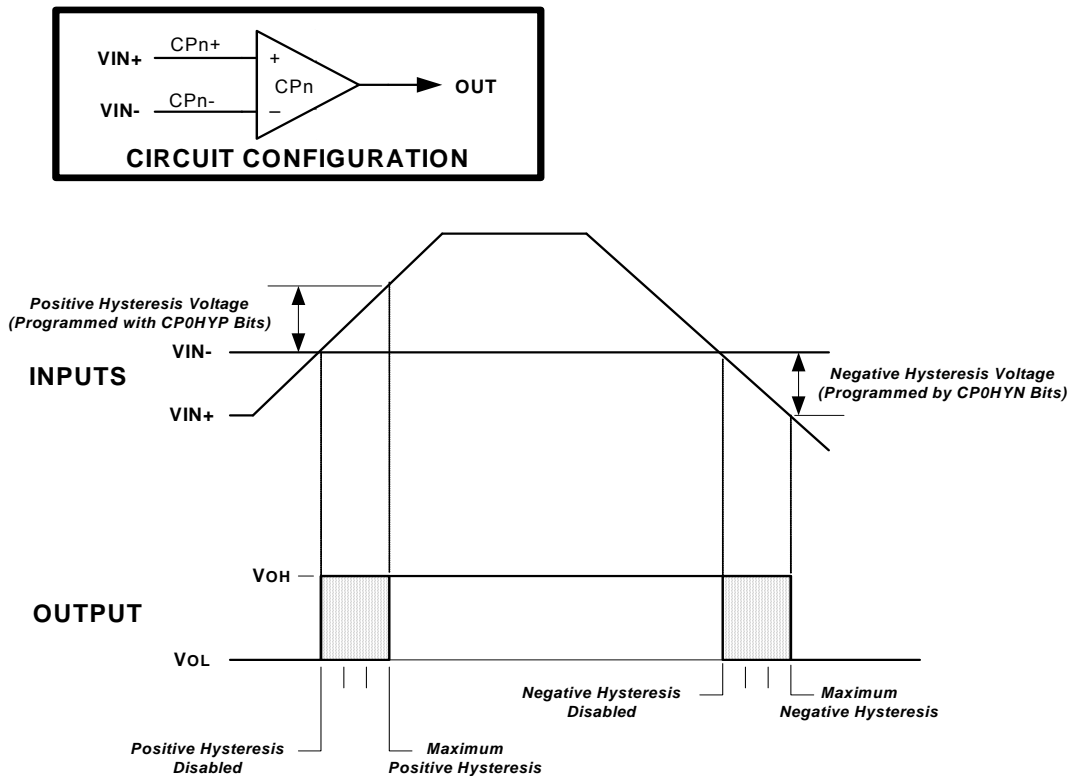 VIN+
CPn+
+
CPn
OUT
VIN-
CPn-
–
CIRCUIT CONFIGURATION
Positive Hysteresis Voltage
(Programmed with CP0HYP Bits)
VIN-
INPUTS
VIN+
Negative Hysteresis Voltage
(Programmed by CP0HYN Bits)
VOH
OUTPUT
VOL
Negative Hysteresis
Disabled
Maximum
Negative Hysteresis
Positive Hysteresis
Disabled
Maximum
Positive Hysteresis